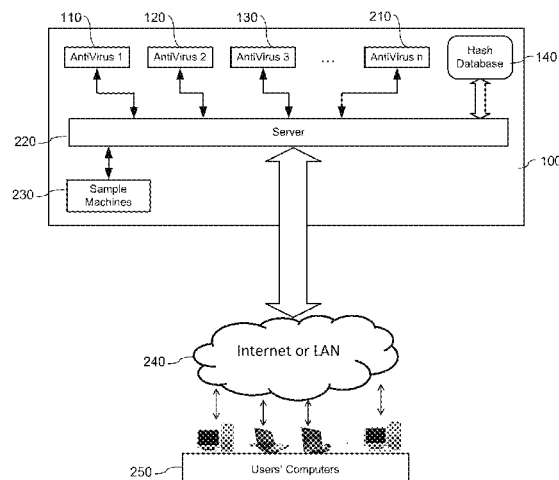 110 120 130 210
AntiVirus 1 AntiVirus 2 AntiVirus 3 ... AntiVirus n
Hash
Database
140
220 Server
230 Sample
Machines
100
240 Internet or LAN
250 Users' Computers